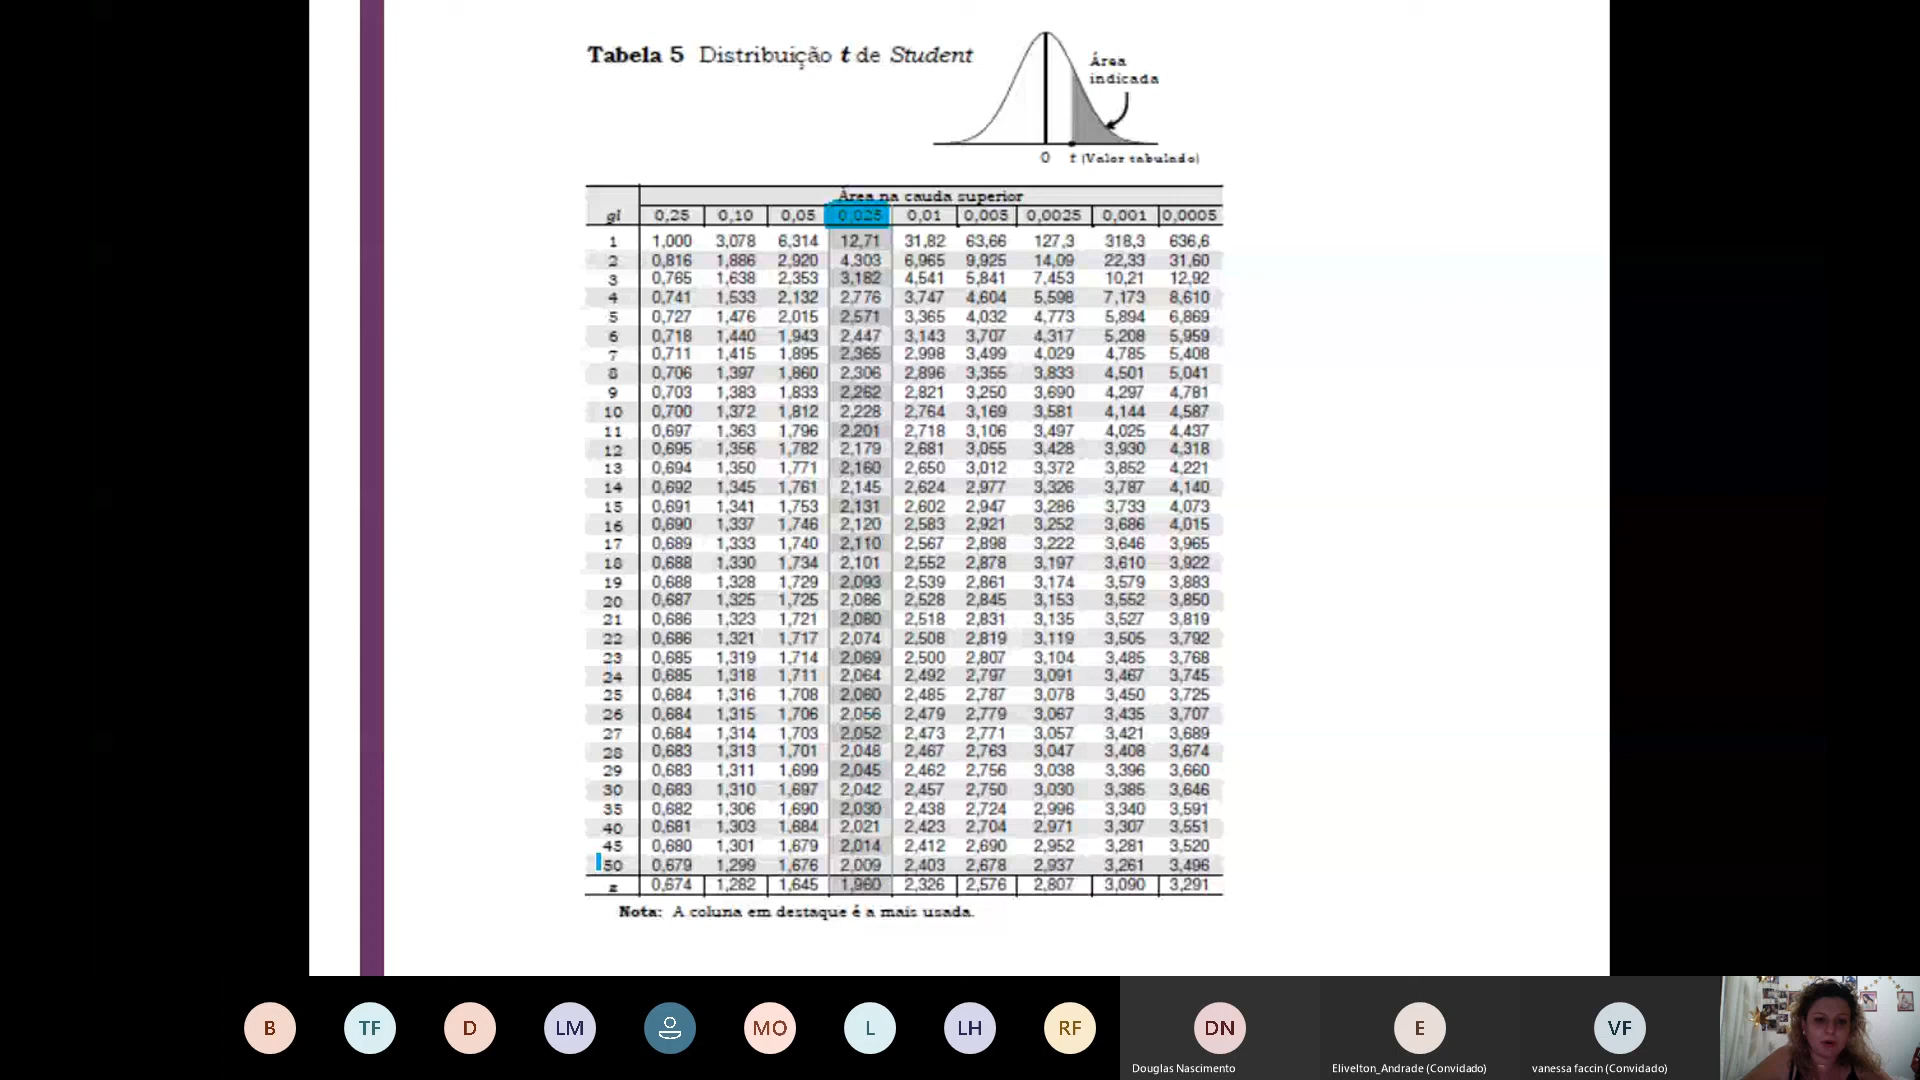 Tabela 5 Distribuição t de Student
Área
indicada
0 t (Valor tabulado)
Área na cauda superior
gl 0,25 0,10 0,05 0,025 0,01 0,005 0,0025 0,001 0,0005
1 1,000 3,078 6,314 12,71 31,82 63,66 127,3 318,3 636,6
2 0,816 1,886 2,920 4,303 6,965 9,925 14,09 22,33 31,60
3 0,765 1,638 2,353 3,182 4,541 5,841 7,453 10,21 12,92
4 0,741 1,533 2,132 2,776 3,747 4,604 5,598 7,173 8,610
5 0,727 1,476 2,015 2,571 3,365 4,032 4,773 5,894 6,869
6 0,718 1,440 1,943 2,447 3,143 3,707 4,317 5,208 5,959
7 0,711 1,415 1,895 2,365 2,998 3,499 4,029 4,785 5,408
8 0,706 1,397 1,860 2,306 2,896 3,355 3,833 4,501 5,041
9 0,703 1,383 1,833 2,262 2,821 3,250 3,690 4,297 4,781
10 0,700 1,372 1,812 2,228 2,764 3,169 3,581 4,144 4,587
11 0,697 1,363 1,796 2,201 2,718 3,106 3,497 4,025 4,437
12 0,695 1,356 1,782 2,179 2,681 3,055 3,428 3,930 4,318
13 0,694 1,350 1,771 2,160 2,650 3,012 3,372 3,852 4,221
14 0,692 1,345 1,761 2,145 2,624 2,977 3,326 3,787 4,140
15 0,691 1,341 1,753 2,131 2,602 2,947 3,286 3,733 4,073
16 0,690 1,337 1,746 2,120 2,583 2,921 3,252 3,686 4,015
17 0,689 1,333 1,740 2,110 2,567 2,898 3,222 3,646 3,965
18 0,688 1,330 1,734 2,101 2,552 2,878 3,197 3,610 3,922
19 0,688 1,328 1,729 2,093 2,539 2,861 3,174 3,579 3,883
20 0,687 1,325 1,725 2,086 2,528 2,845 3,153 3,552 3,850
21 0,686 1,323 1,721 2,080 2,518 2,831 3,135 3,527 3,819
22 0,686 1,321 1,717 2,074 2,508 2,819 3,119 3,505 3,792
23 0,685 1,319 1,714 2,069 2,500 2,807 3,104 3,485 3,768
24 0,685 1,318 1,711 2,064 2,492 2,797 3,091 3,467 3,745
25 0,684 1,316 1,708 2,060 2,485 2,787 3,078 3,450 3,725
26 0,684 1,315 1,706 2,056 2,479 2,779 3,067 3,435 3,707
27 0,684 1,314 1,703 2,052 2,473 2,771 3,057 3,421 3,689
28 0,683 1,313 1,701 2,048 2,467 2,763 3,047 3,408 3,674
29 0,683 1,311 1,699 2,045 2,462 2,756 3,038 3,396 3,660
30 0,683 1,310 1,697 2,042 2,457 2,750 3,030 3,385 3,646
35 0,682 1,306 1,690 2,030 2,438 2,724 2,996 3,340 3,591
40 0,681 1,303 1,684 2,021 2,423 2,704 2,971 3,307 3,551
45 0,680 1,301 1,679 2,014 2,412 2,690 2,952 3,281 3,520
50 0,679 1,299 1,676 2,009 2,403 2,678 2,937 3,261 3,496
z 0,674 1,282 1,645 1,960 2,326 2,576 2,807 3,090 3,291
Nota: A coluna em destaque é a mais usada.
B TF D LM MO L LH RF DN E VF
Douglas Nascimento Elivelton_Andrade (Convidado) vanessa faccin (Convidado)